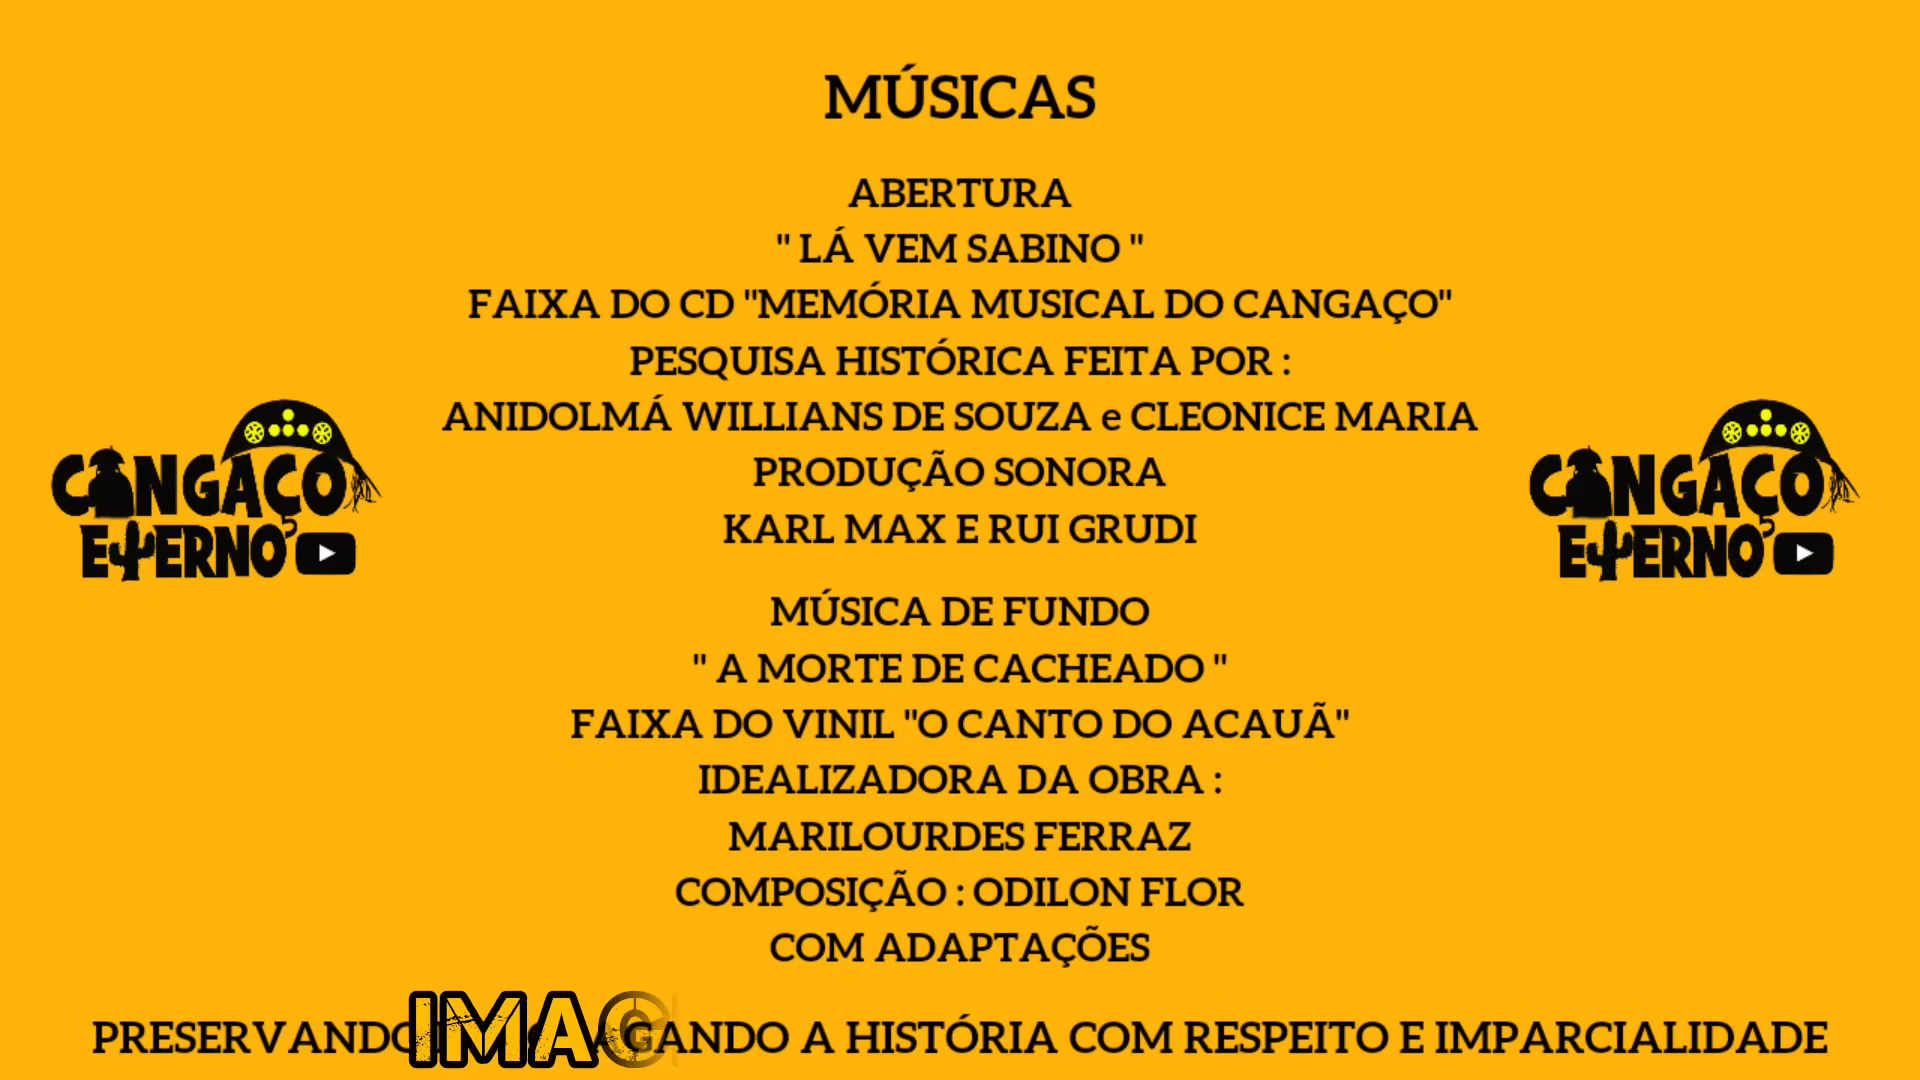 MÚSICAS
ABERTURA
" LÁ VEM SABINO "
FAIXA DO CD "MEMÓRIA MUSICAL DO CANGAÇO"
PESQUISA HISTÓRICA FEITA POR :
ANIDOLMÁ WILLIANS DE SOUZA e CLEONICE MARIA
PRODUÇÃO SONORA
KARL MAX E RUI GRUDI
CANGAÇO
ETERNO
CANGAÇO
ETERNO
MÚSICA DE FUNDO
" A MORTE DE CACHEADO "
FAIXA DO VINIL "O CANTO DO ACAUÃ"
IDEALIZADORA DA OBRA :
MARILOURDES FERRAZ
COMPOSIÇÃO : ODILON FLOR
COM ADAPTAÇÕES
IMAG
PRESERVANDO A HISTÓRIA COM RESPEITO E IMPARCIALIDADE